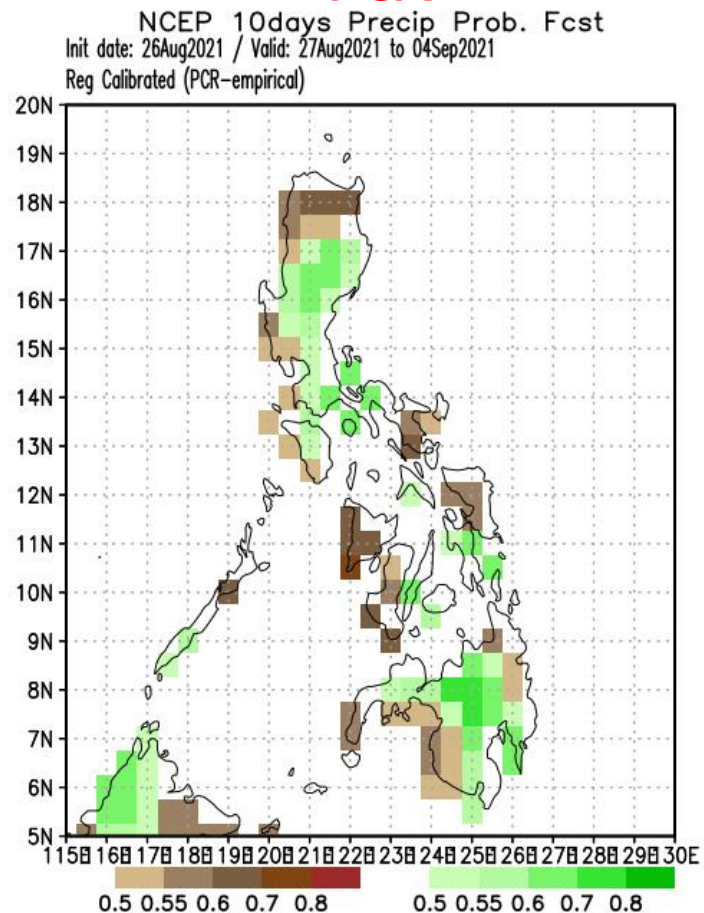 NCEP 10days Precip Prob. Fcst
Init date: 26Aug2021 / Valid: 27Aug2021 to 04Sep2021
Reg Calibrated (PCR-empirical)
20N
19N
18N
17N
16N
15N
14N
13N
12N
11N
10N
9N
8N
7N
6N
5N
115E 116E 117E 118E 119E 120E 121E 122E 123E 124E 125E 126E 127E 128E 129E 130E
0.5 0.55 0.6 0.7 0.8 0.5 0.55 0.6 0.7 0.8